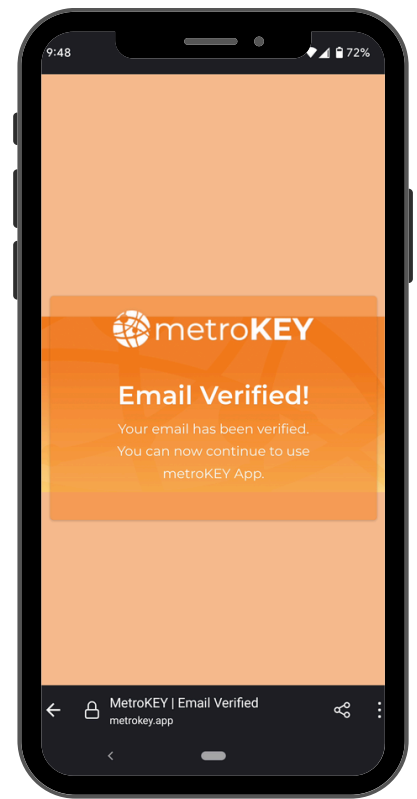 9:48
72%
metroKEY
Email Verified!
Your email has been verified.
You can now continue to use
metroKEY App.
MetroKEY | Email Verified
metrokey.app